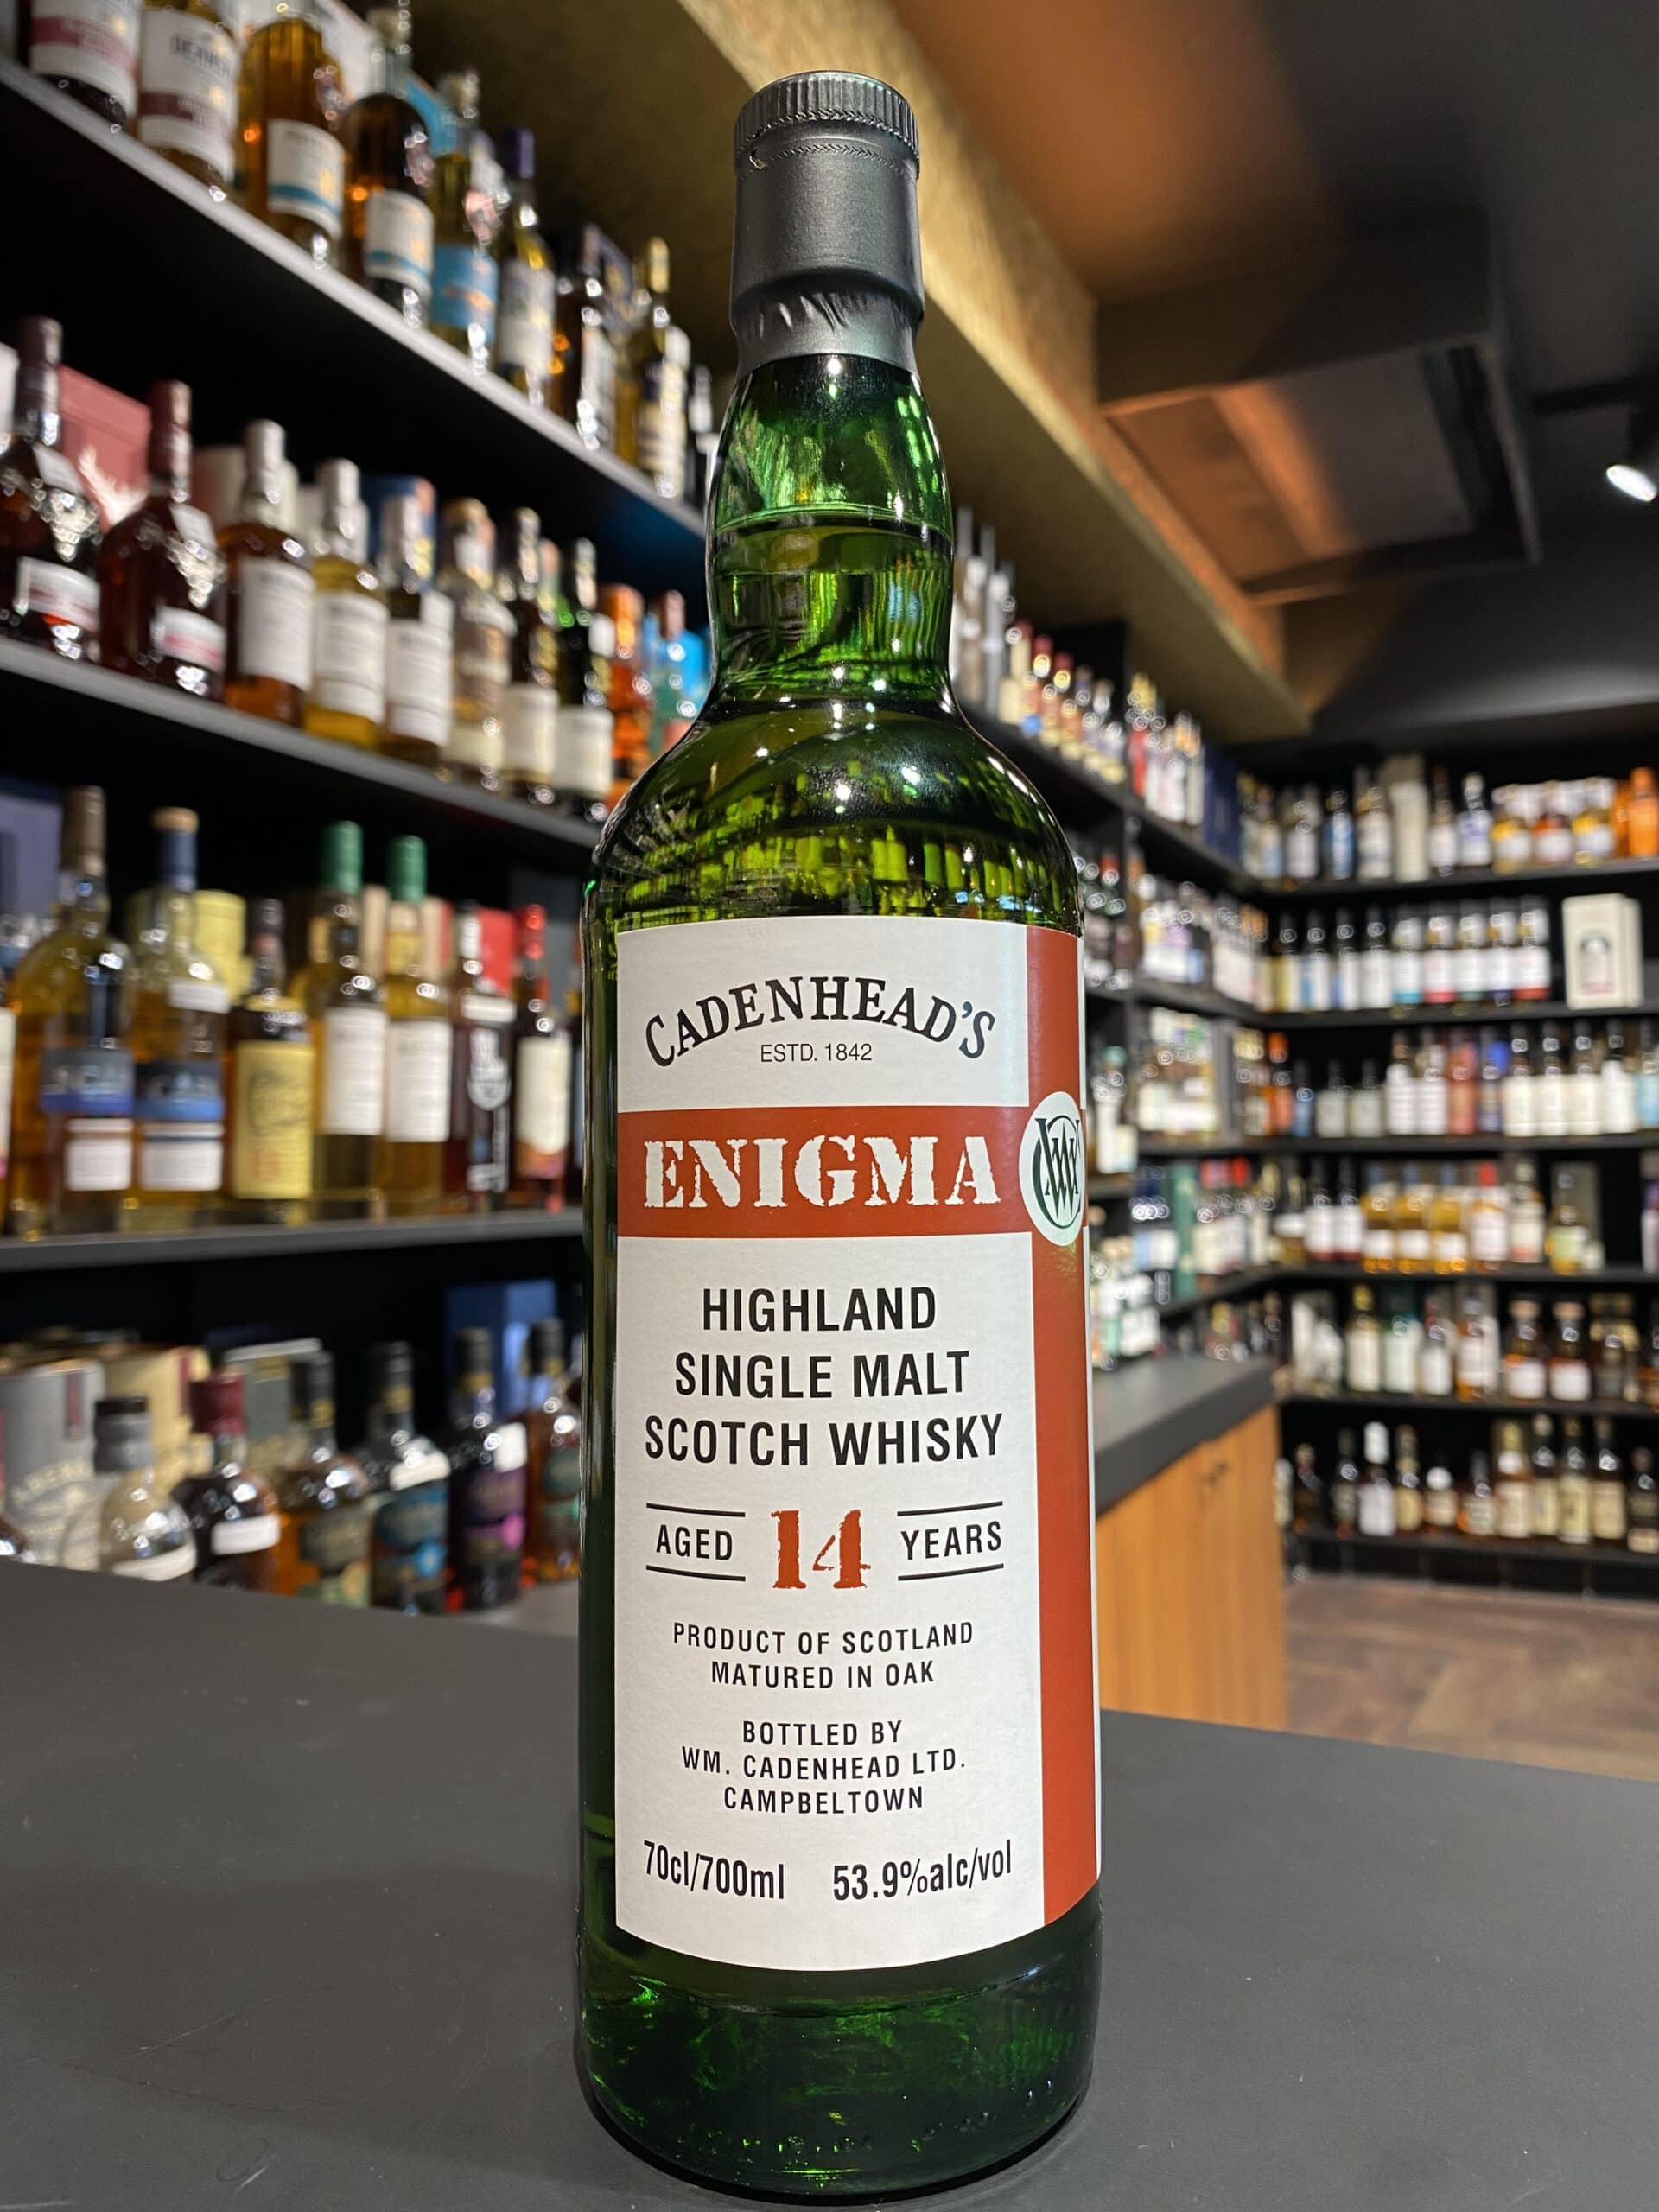 CADENHEAD'S
ESTD. 1842
ENIGMA
HIGHLAND
SINGLE MALT
SCOTCH WHISKY
AGED 14 YEARS
PRODUCT OF SCOTLAND
MATURED IN OAK
BOTTLED BY
WM. CADENHEAD LTD.
CAMPBELTOWN
70cl/700ml 53.9%alc/vol